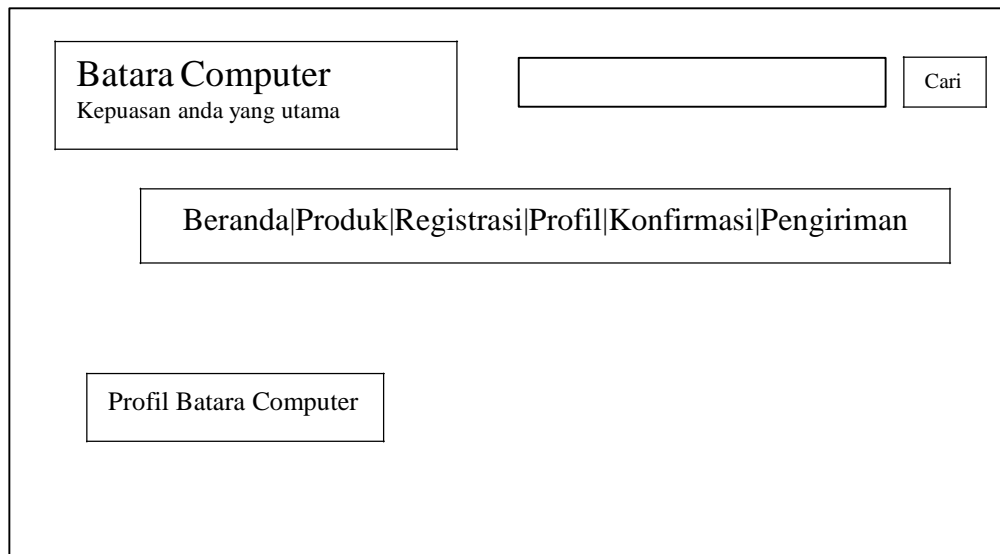 Batara Computer
Kepuasan anda yang utama
Cari
Beranda|Produk|Registrasi|Profil|Konfirmasi|Pengiriman
Profil Batara Computer